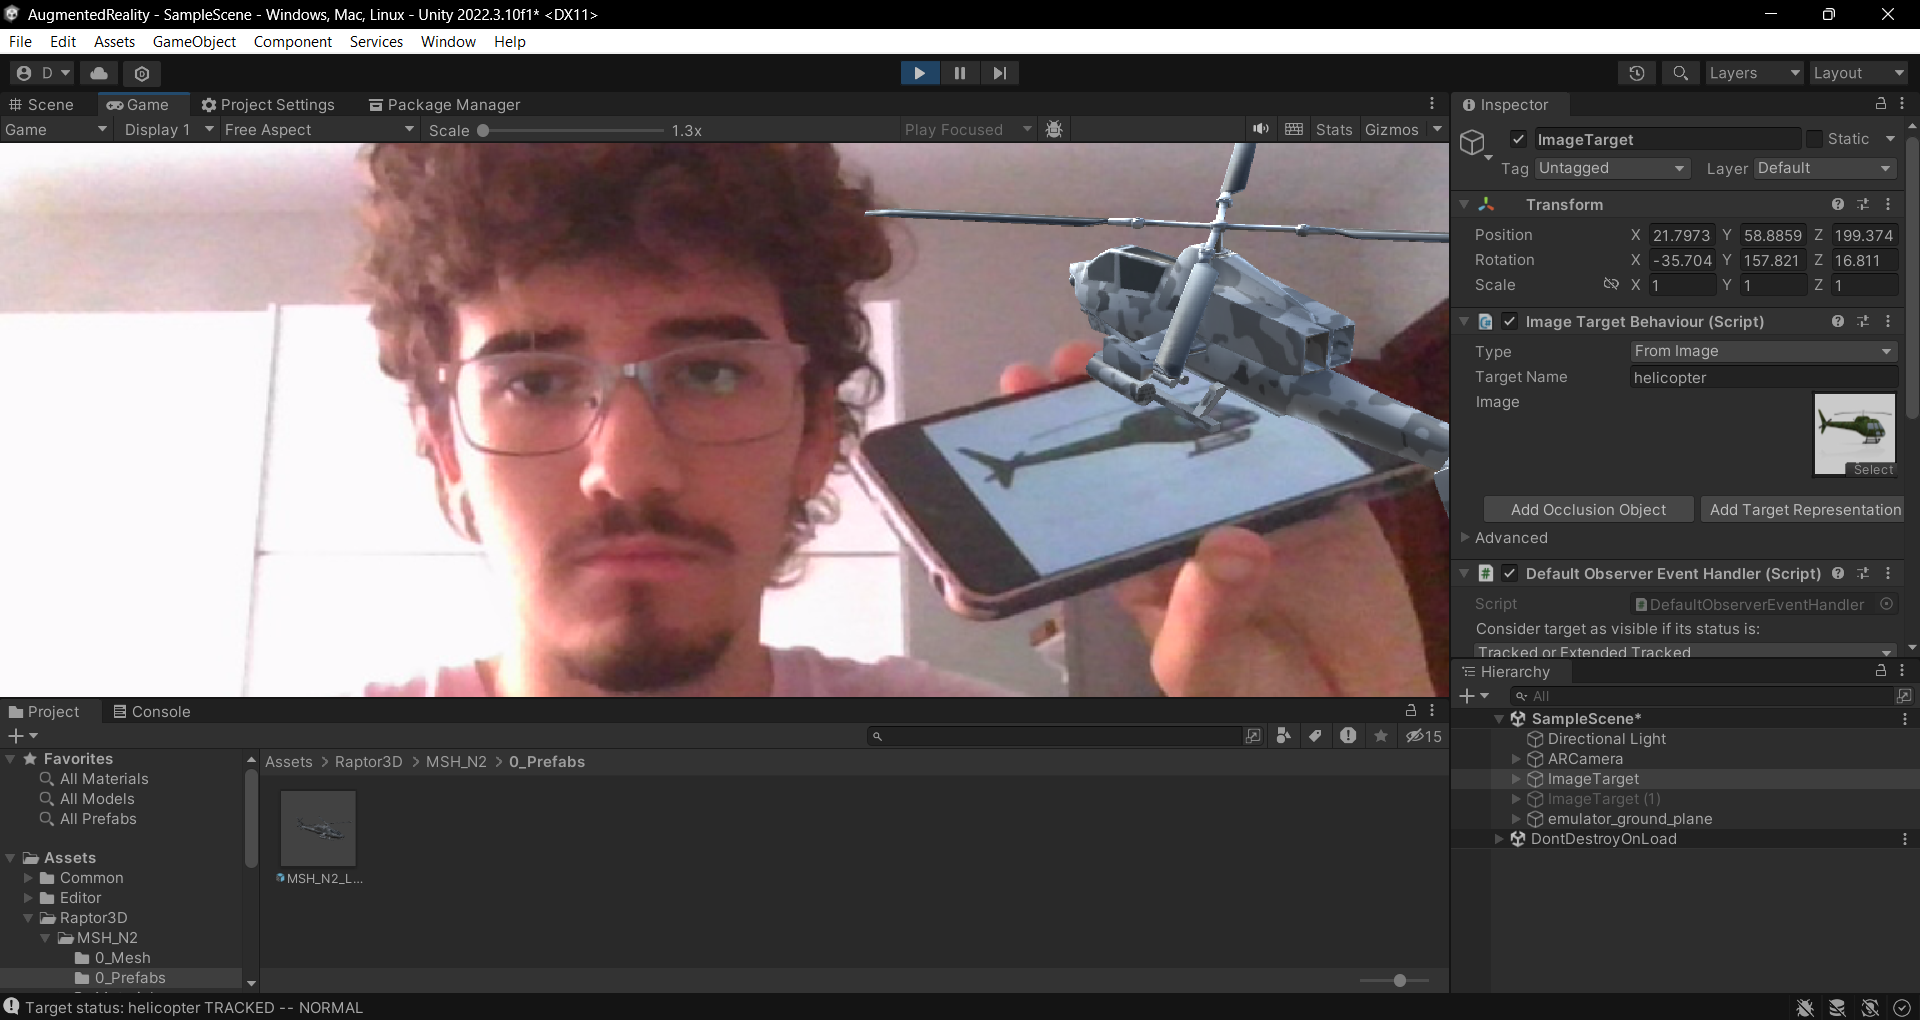 AugmentedReality - SampleScene - Windows, Mac, Linux - Unity 2022.3.10f1* <DX11>
File Edit Assets GameObject Component Services Window Help
D Layers Layout
Scene Game Project Settings Package Manager
Game Display 1 Free Aspect Scale 1.3x Play Focused Stats Gizmos
Inspector
ImageTarget Static
Tag Untagged Layer Default
Transform
Position X 21.7973 Y 58.8859 Z 199.374
Rotation X -35.704 Y 157.821 Z 16.811
Scale X 1 Y 1 Z 1
Image Target Behaviour (Script)
Type From Image
Target Name helicopter
Image
Select
Add Occlusion Object Add Target Representation
Advanced
Default Observer Event Handler (Script)
Script DefaultObserverEventHandler
Consider target as visible if its status is:
Tracked or Extended Tracked
Hierarchy
All
SampleScene*
Directional Light
ARCamera
ImageTarget
ImageTarget (1)
emulator_ground_plane
DontDestroyOnLoad
Project Console
15
Favorites
All Materials
All Models
All Prefabs
Assets
Common
Editor
Raptor3D
MSH_N2
0_Mesh
0_Prefabs
Assets > Raptor3D > MSH_N2 > 0_Prefabs
MSH_N2_L...
Target status: helicopter TRACKED -- NORMAL